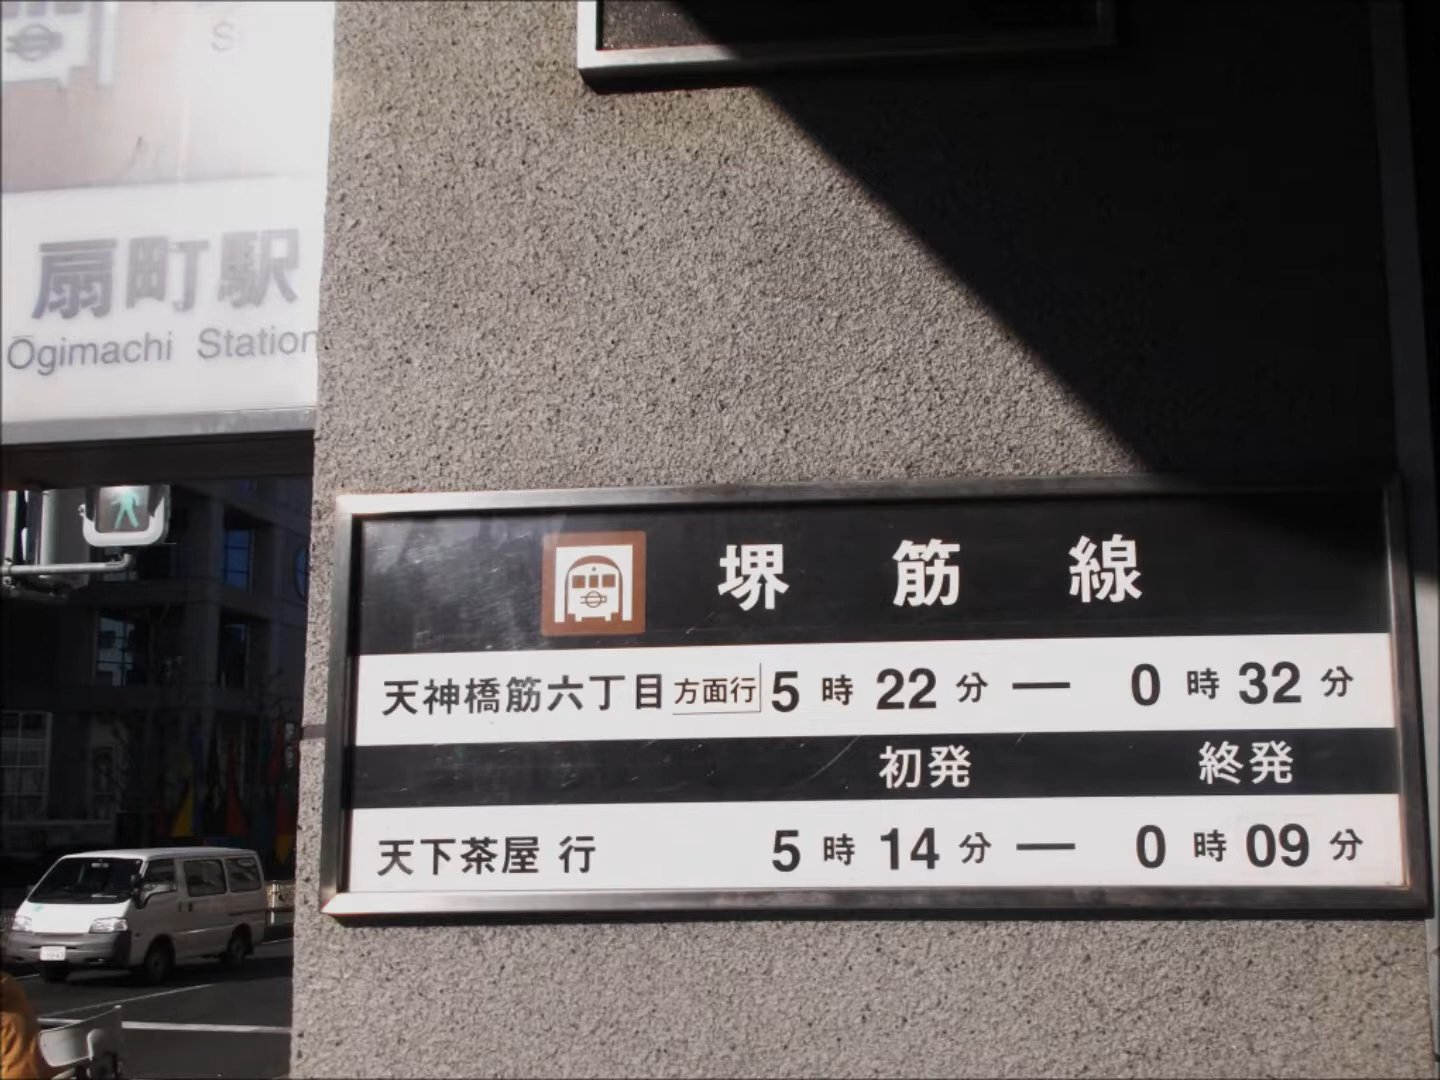 扇町駅
Ogimachi Station
堺筋線
天神橋筋六丁目方面行 5時22分 — 0時32分
初発 終発
天下茶屋 行 5時14分 — 0時09分